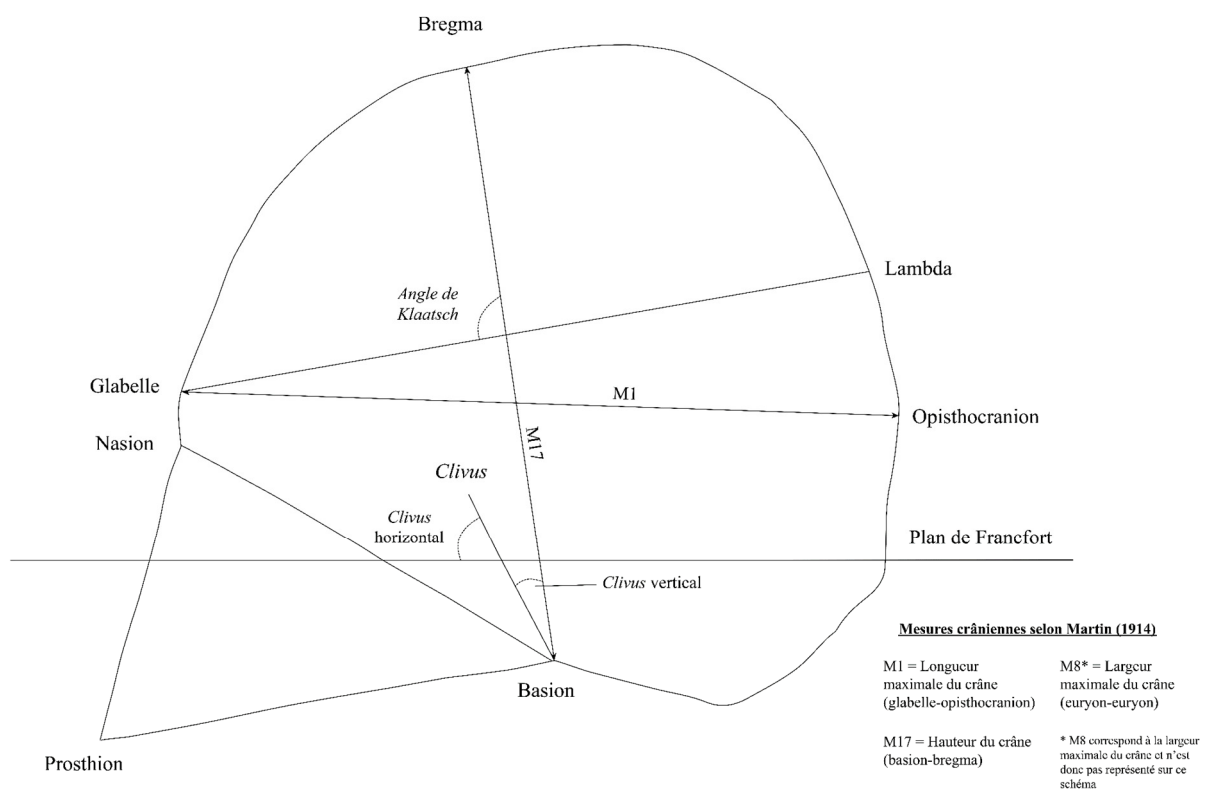 Bregma
Lambda
Angle de
Klaatsch
Glabelle
M1
Opisthocranion
Nasion
M17
Clivus
Clivus
horizontal
Plan de Francfort
Clivus vertical
Basion
Prosthion
Mesures crâniennes selon Martin (1914)
M1 = Longueur
maximale du crâne
(glabelle-opisthocranion)
M17 = Hauteur du crâne
(basion-bregma)
M8* = Largeur
maximale du crâne
(euryon-euryon)
* M8 correspond à la largeur
maximale du crâne et n'est
donc pas représenté sur ce
schéma